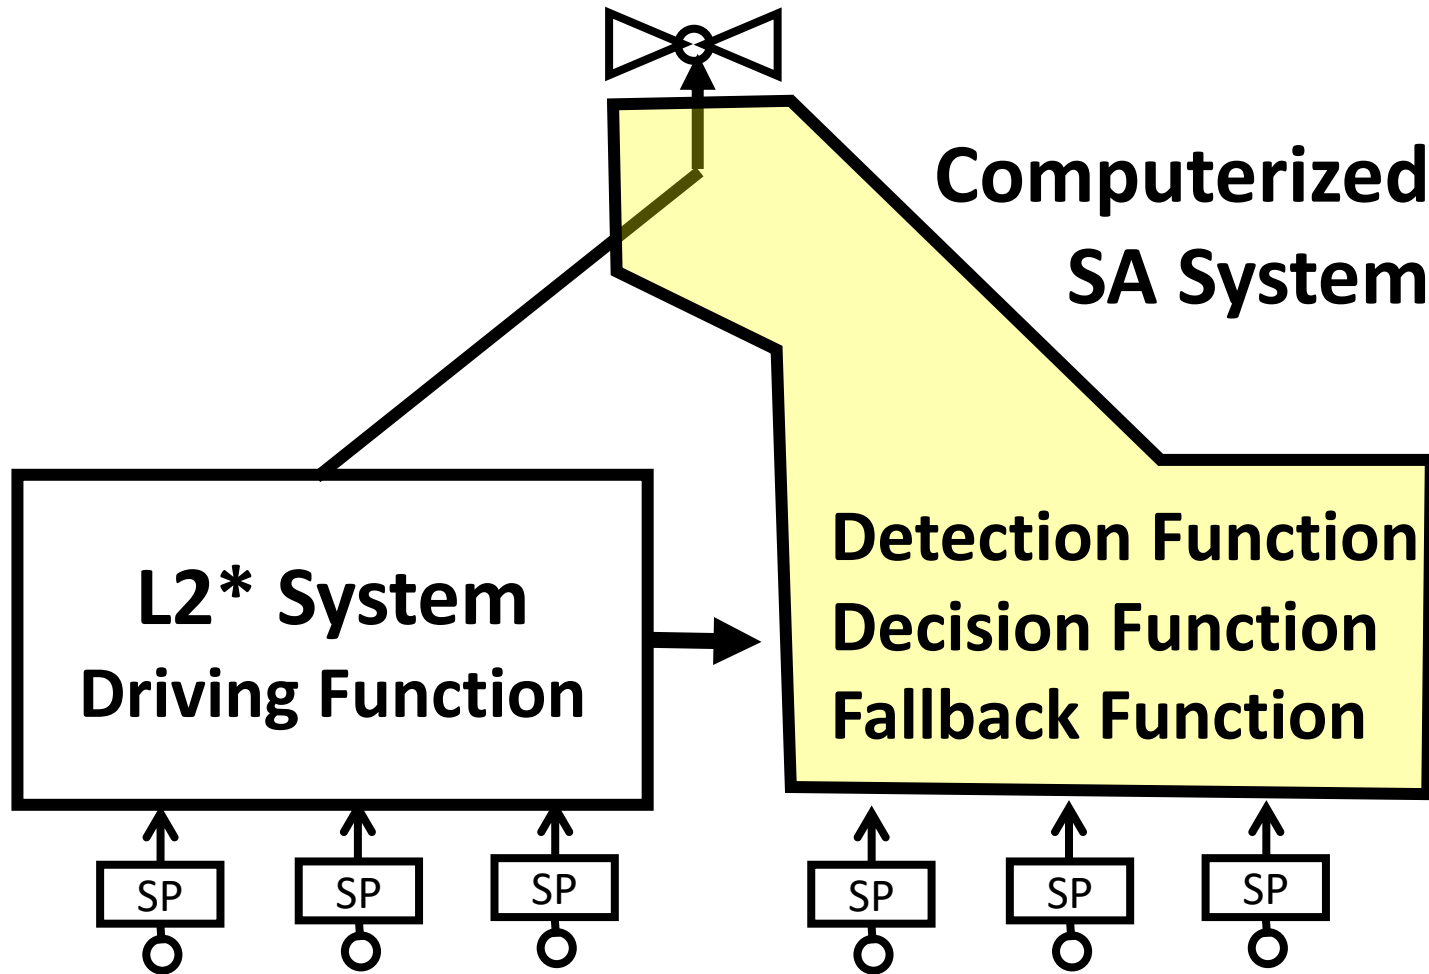 Computerized
SA System
L2* System
Driving Function
Detection Function
Decision Function
Fallback Function
SP
SP
SP
SP
SP
SP